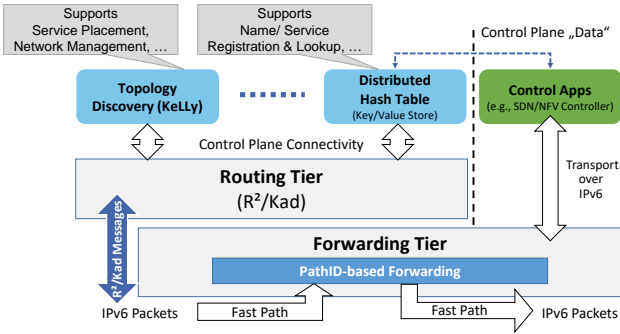 Supports
Service Placement,
Network Management, …
Supports
Name/ Service
Registration & Lookup, …
Control Plane „Data“
Topology
Discovery (KeLLy)
Distributed
Hash Table
(Key/Value Store)
Control Apps
(e.g., SDN/NFV Controller)
Control Plane Connectivity
Routing Tier
(R²/Kad)
Transport
over
IPv6
R²/Kad Messages
Forwarding Tier
PathID-based Forwarding
IPv6 Packets
Fast Path
Fast Path
IPv6 Packets